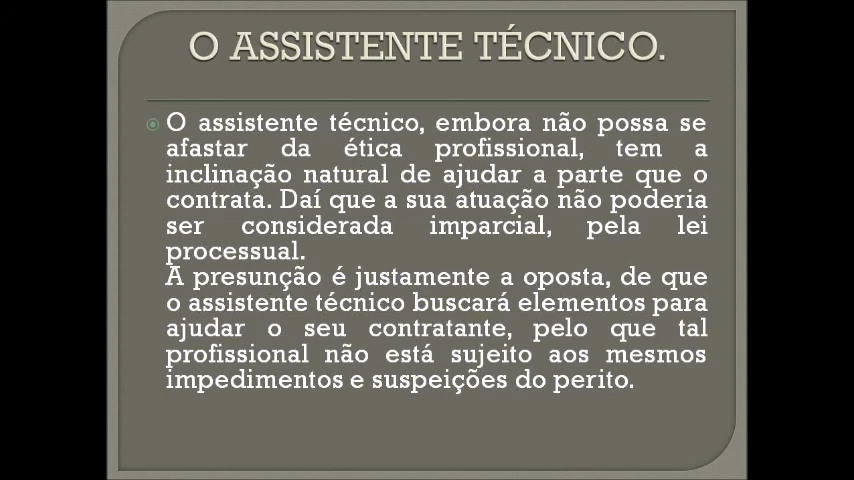 O ASSISTENTE TÉCNICO.
O assistente técnico, embora não possa se
afastar da ética profissional, tem a
inclinação natural de ajudar a parte que o
contrata. Daí que a sua atuação não poderia
ser considerada imparcial, pela lei
processual.
A presunção é justamente a oposta, de que
o assistente técnico buscará elementos para
ajudar o seu contratante, pelo que tal
profissional não está sujeito aos mesmos
impedimentos e suspeições do perito.